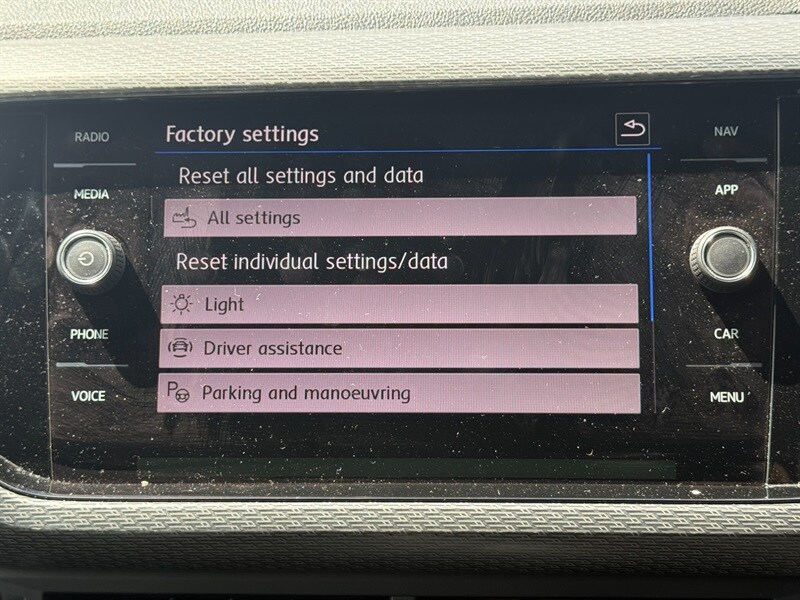 RADIO
Factory settings
NAV
Reset all settings and data
MEDIA
APP
All settings
Reset individual settings/data
Light
PHONE
CAR
Driver assistance
VOICE
Parking and manoeuvring
MENU